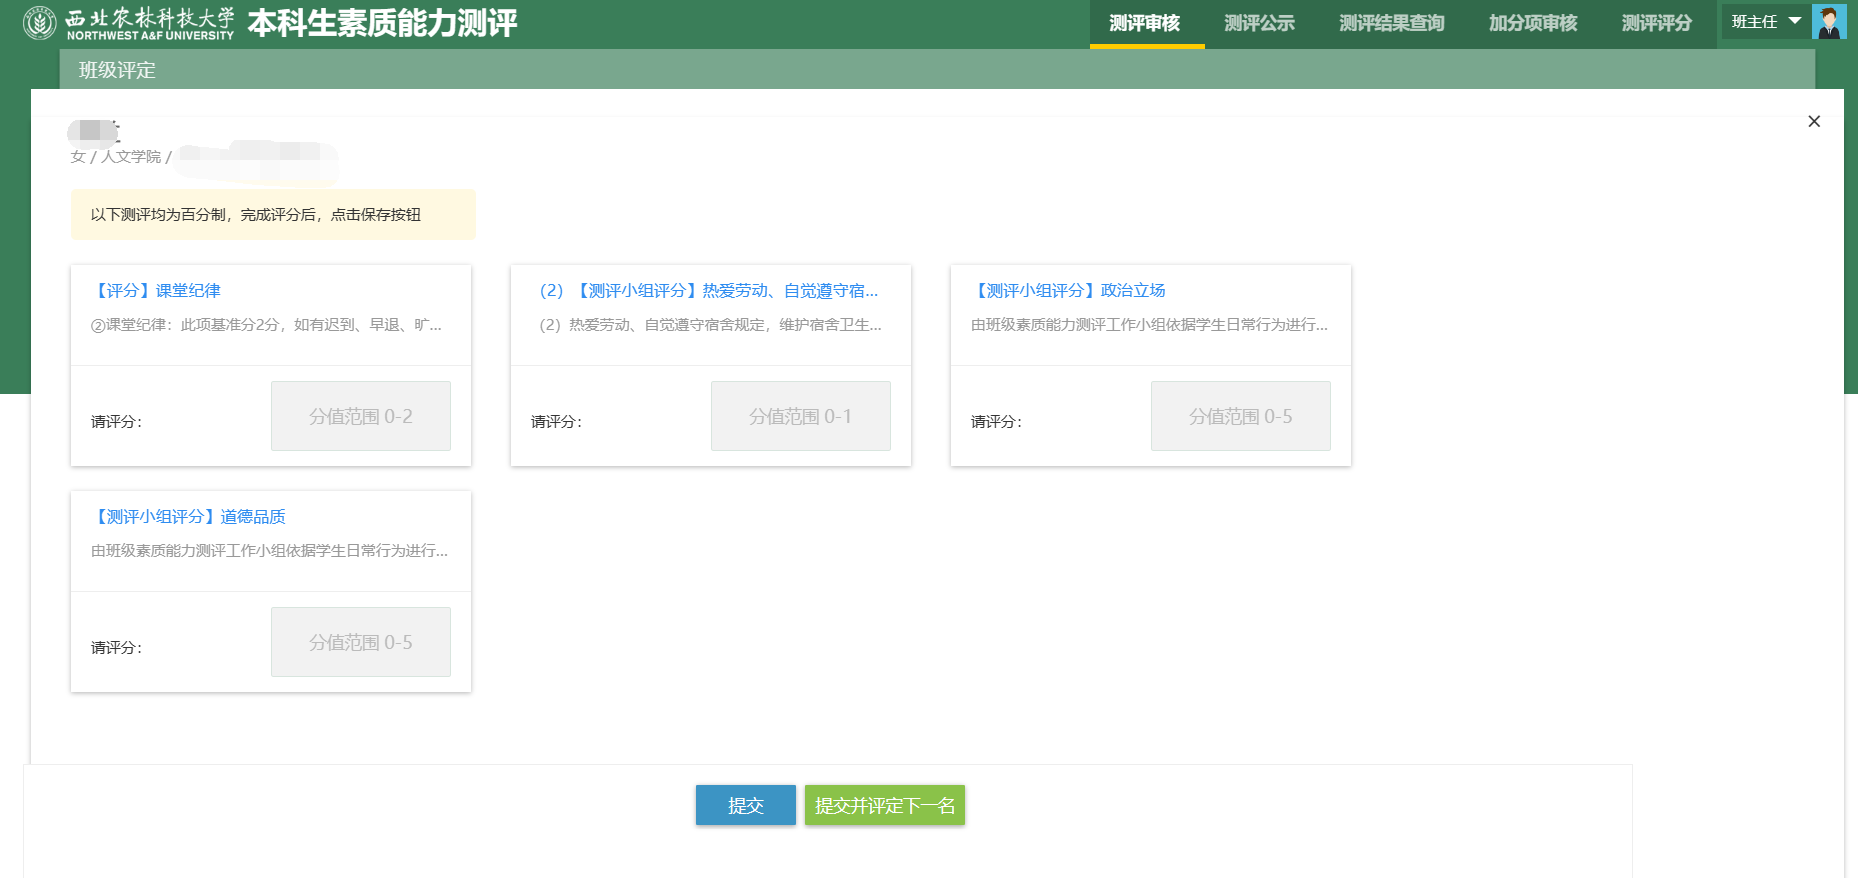 西北农林科技大学
NORTHWEST A&F UNIVERSITY
本科生素质能力测评
测评审核
测评公示
测评结果查询
加分项审核
测评评分
班主任
班级评定
女 / 人文学院 /
以下测评均为百分制，完成评分后，点击保存按钮
【评分】课堂纪律
②课堂纪律：此项基准分2分，如有迟到、早退、旷...
请评分：
分值范围 0-2
（2）【测评小组评分】热爱劳动、自觉遵守宿...
（2）热爱劳动、自觉遵守宿舍规定，维护宿舍卫生...
请评分：
分值范围 0-1
【测评小组评分】政治立场
由班级素质能力测评工作小组依据学生日常行为进行...
请评分：
分值范围 0-5
【测评小组评分】道德品质
由班级素质能力测评工作小组依据学生日常行为进行...
请评分：
分值范围 0-5
提交
提交并评定下一名